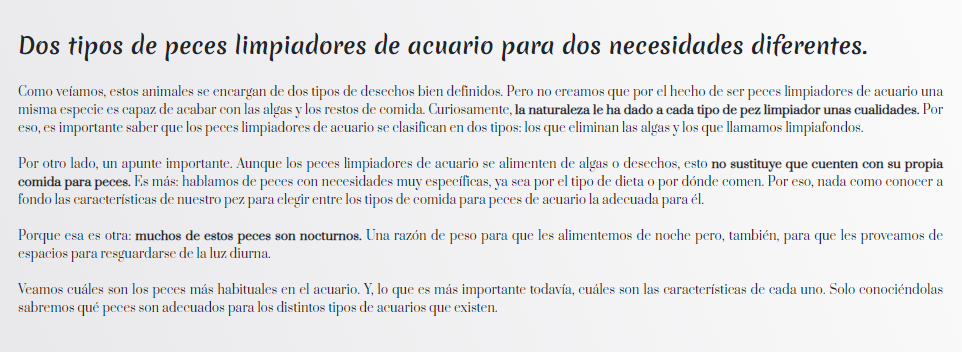 Dos tipos de peces limpiadores de acuario para dos necesidades diferentes.
Como veíamos, estos animales se encargan de dos tipos de desechos bien definidos. Pero no creamos que por el hecho de ser peces limpiadores de acuario una
misma especie es capaz de acabar con las algas y los restos de comida. Curiosamente, la naturaleza le ha dado a cada tipo de pez limpiador unas cualidades. Por
eso, es importante saber que los peces limpiadores de acuario se clasifican en dos tipos: los que eliminan las algas y los que llamamos limpiafondos.
Por otro lado, un apunte importante. Aunque los peces limpiadores de acuario se alimenten de algas o desechos, esto no sustituye que cuenten con su propia
comida para peces. Es más: hablamos de peces con necesidades muy específicas, ya sea por el tipo de dieta o por dónde comen. Por eso, nada como conocer a
fondo las características de nuestro pez para elegir entre los tipos de comida para peces de acuario la adecuada para él.
Porque esa es otra: muchos de estos peces son nocturnos. Una razón de peso para que les alimentemos de noche pero, también, para que les proveamos de
espacios para resguardarse de la luz diurna.
Veamos cuáles son los peces más habituales en el acuario. Y, lo que es más importante todavía, cuáles son las características de cada uno. Solo conociéndolas
sabremos qué peces son adecuados para los distintos tipos de acuarios que existen.